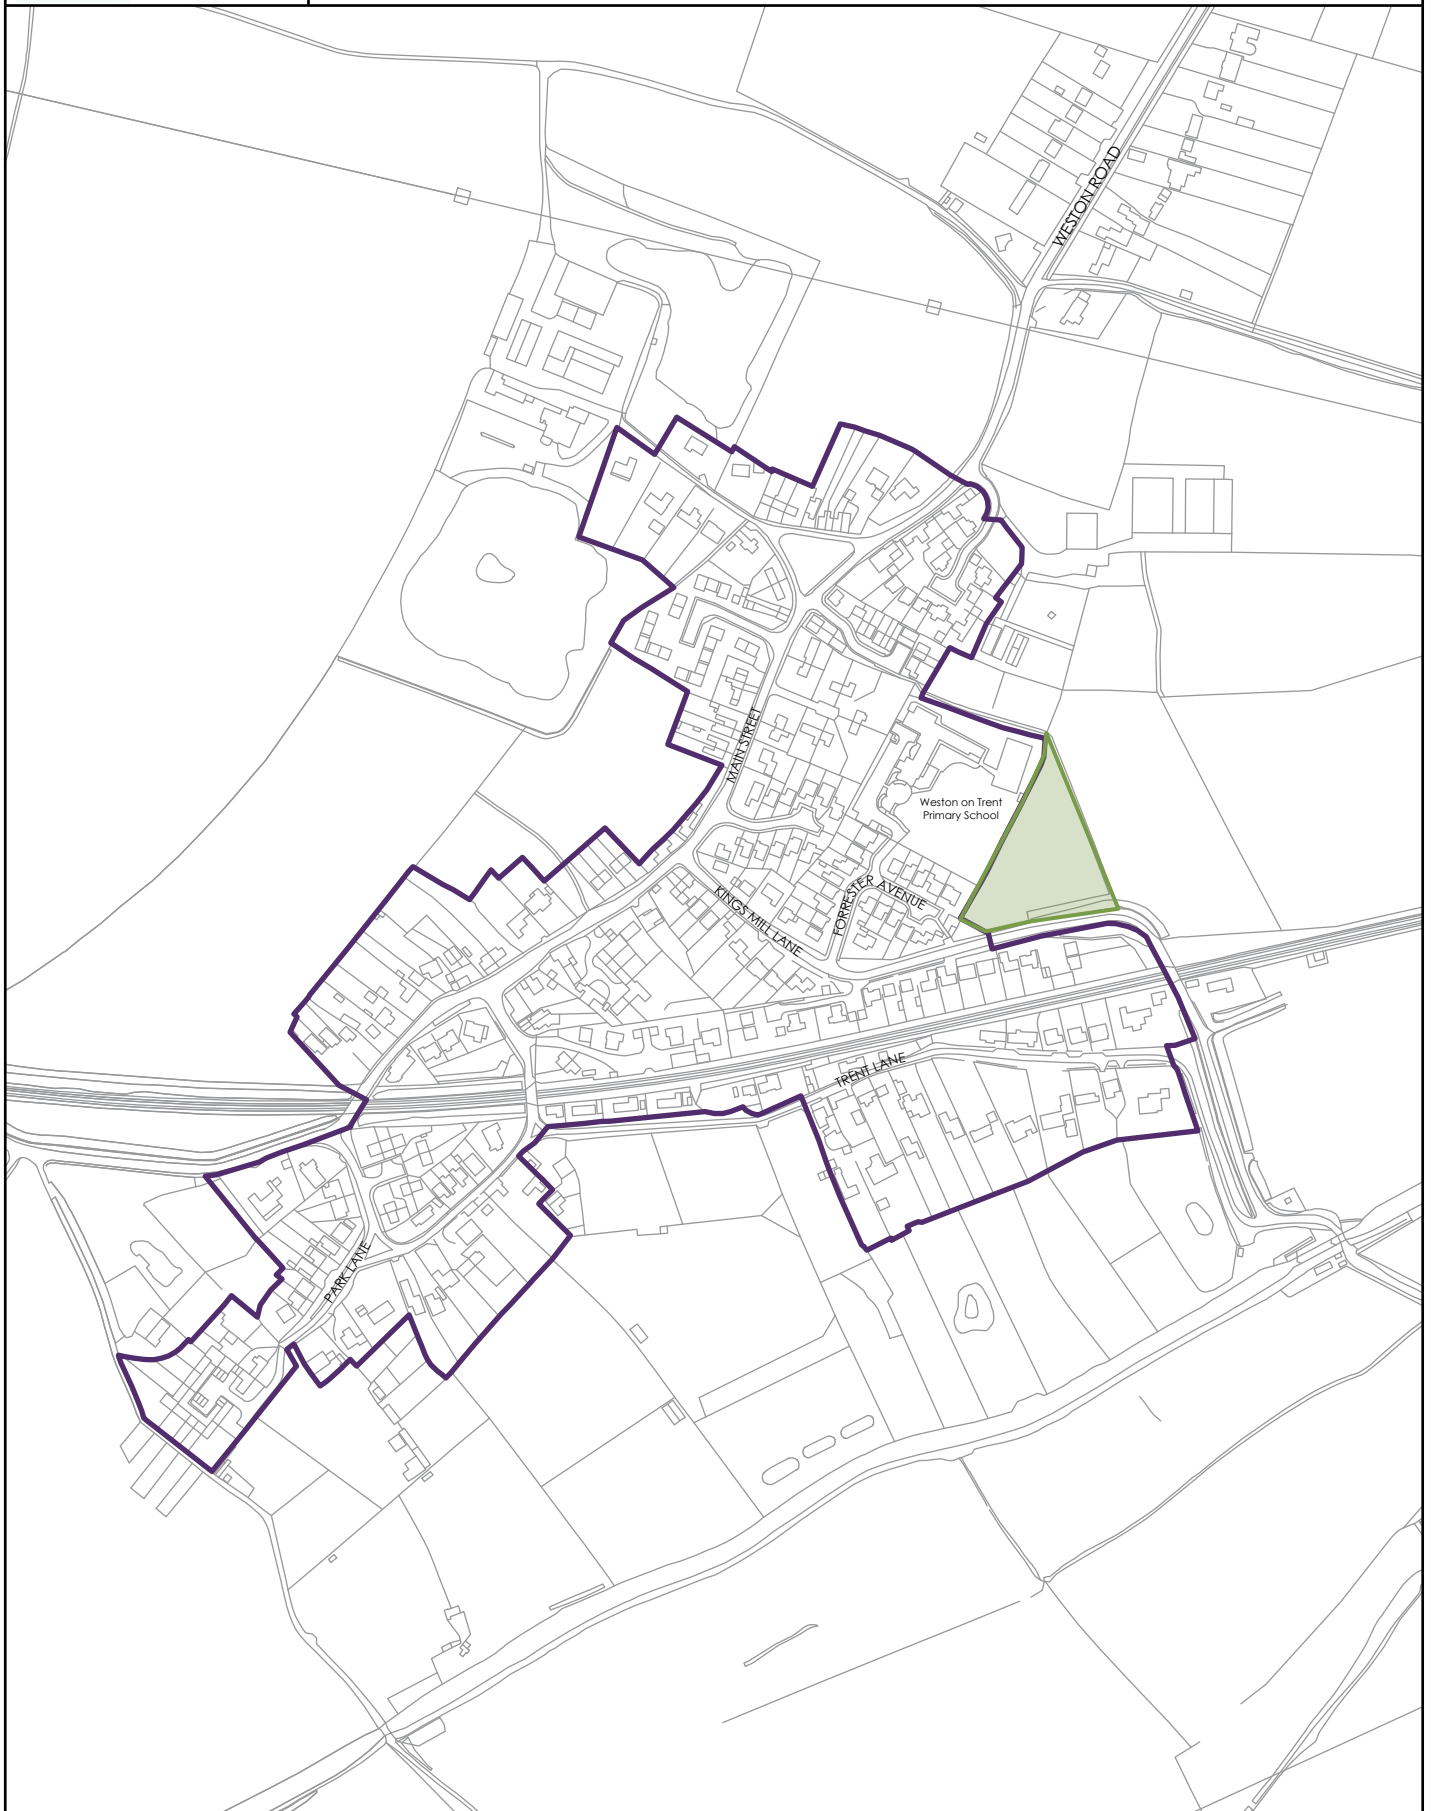 WESTON ROAD
MAIN STREET
Weston on Trent
Primary School
FORRESTER AVENUE
KINGS MILL LANE
TRENT LANE
PARK LANE